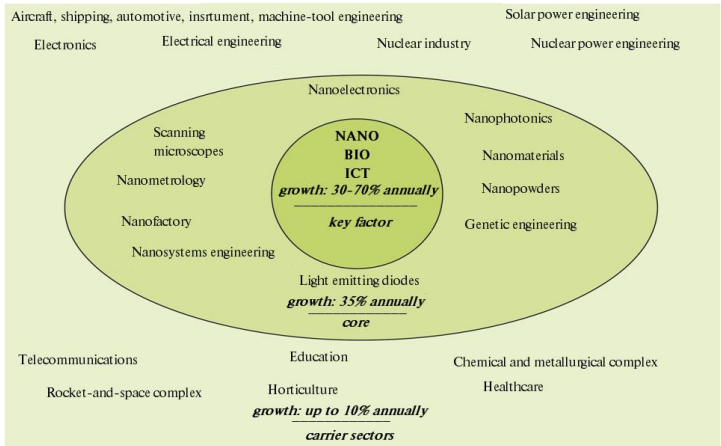 Aircraft, shipping, automotive, insrtument, machine-tool engineering
Solar power engineering
Electronics
Electrical engineering
Nuclear industry
Nuclear power engineering
Nanoelectronics
Nanophotonics
Scanning
microscopes
NANO
BIO
ICT
growth: 30-70% annually
key factor
Nanomaterials
Nanometrology
Nanopowders
Nanofactory
Genetic engineering
Nanosystems engineering
Light emitting diodes
growth: 35% annually
core
Telecommunications
Education
Chemical and metallurgical complex
Rocket-and-space complex
Horticulture
Healthcare
growth: up to 10% annually
carrier sectors